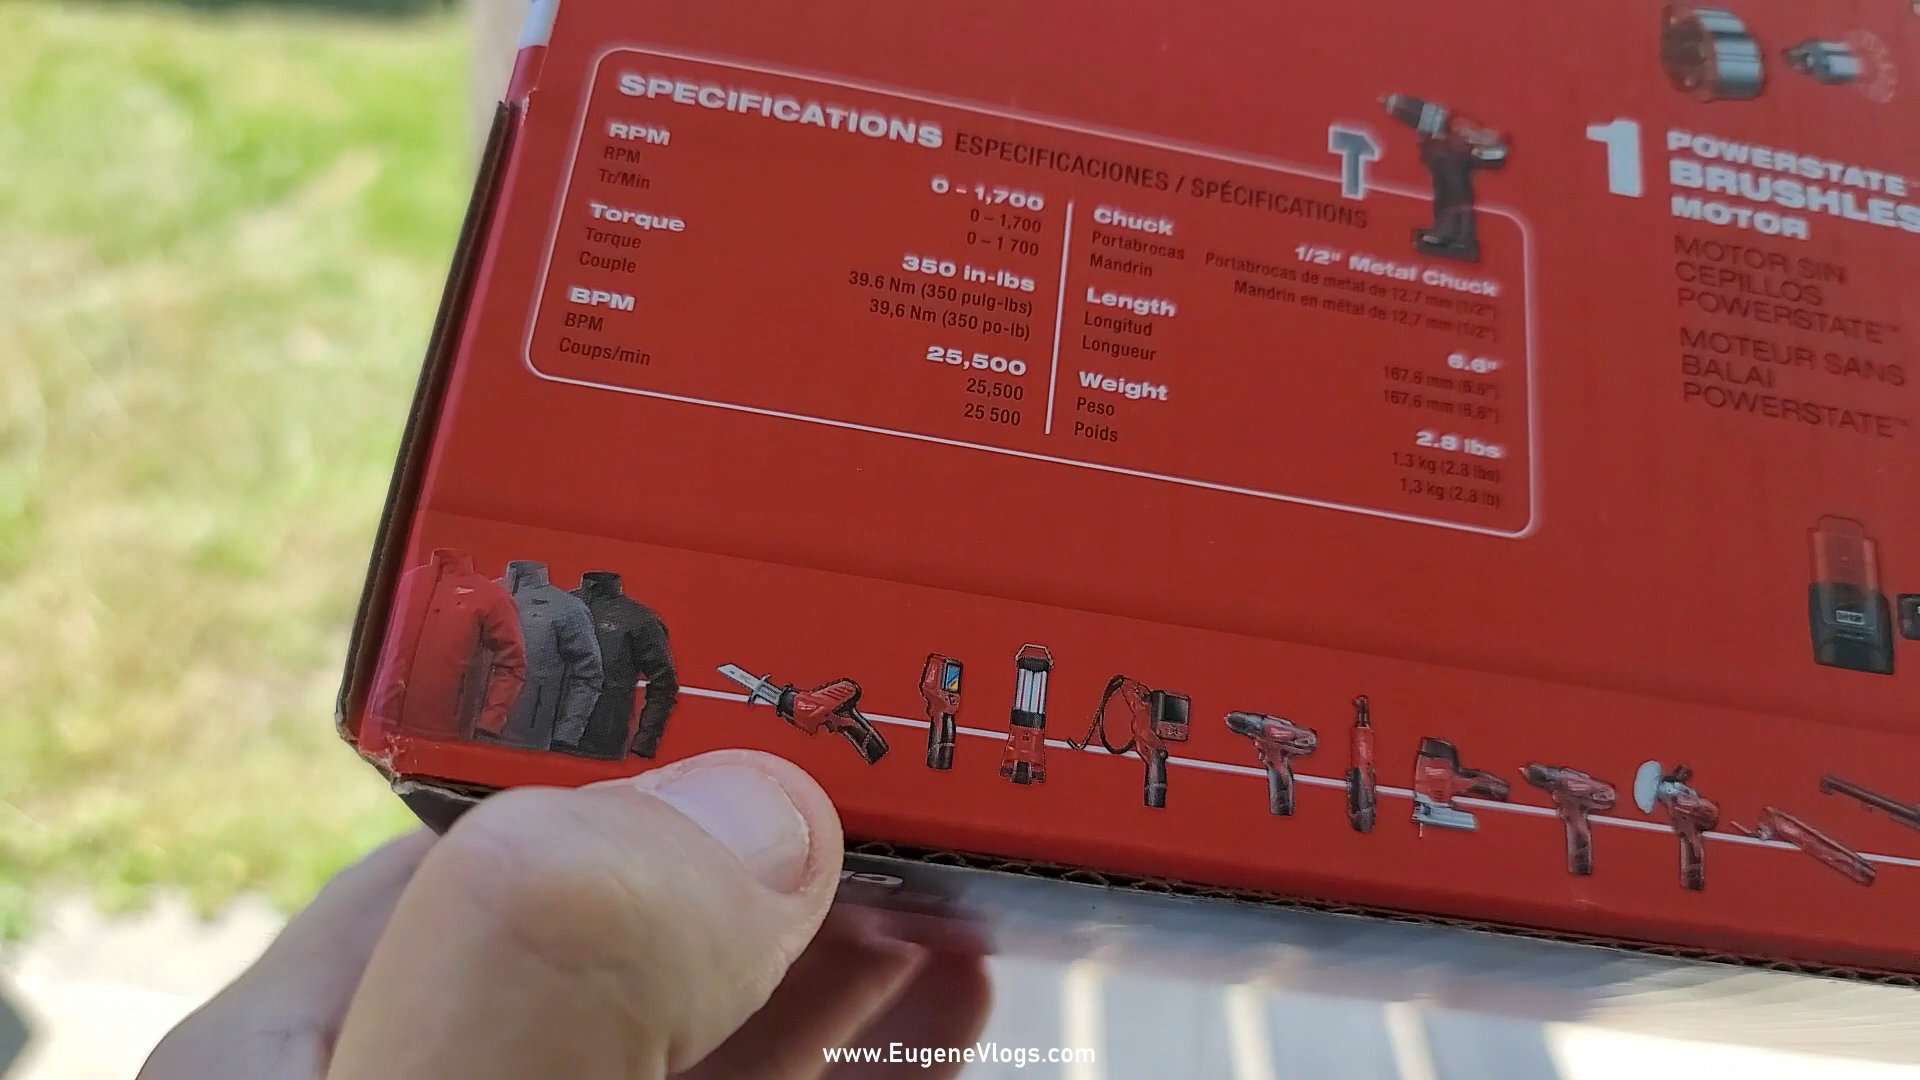 SPECIFICATIONS ESPECIFICACIONES / SPÉCIFICATIONS
RPM 0 - 1,700
RPM 0 – 1,700
Tr/Min 0 – 1 700
Torque 350 in-lbs
Torque 39.6 Nm (350 pulg-lbs)
Couple 39,6 Nm (350 po-lb)
BPM 25,500
BPM 25,500
Coups/min 25 500
Chuck 1/2" Metal Chuck
Portabrocas Portabrocas de metal de 12.7 mm (1/2")
Mandrin Mandrin en métal de 12,7 mm (1/2")
Length 6.6"
Longitud 167.6 mm (6.6")
Longueur 167,6 mm (6,6")
Weight 2.8 lbs
Peso 1.3 kg (2.8 lbs)
Poids 1,3 kg (2,8 lb)
1 POWERSTATE™
BRUSHLES
MOTOR
MOTOR SIN
CEPILLOS
POWERSTATE™
MOTEUR SANS
BALAI
POWERSTATE™
www.EugeneVlogs.com